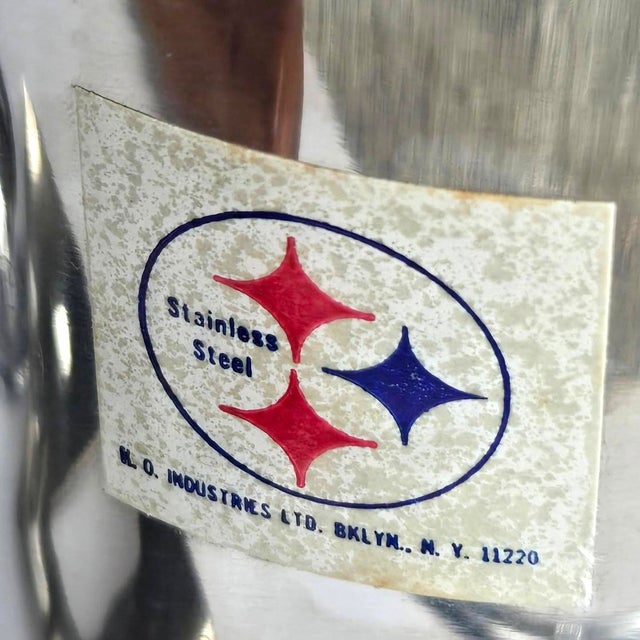 Stainless
Steel
O. INDUSTRIES LTD. BKLYN., N. Y. 11220